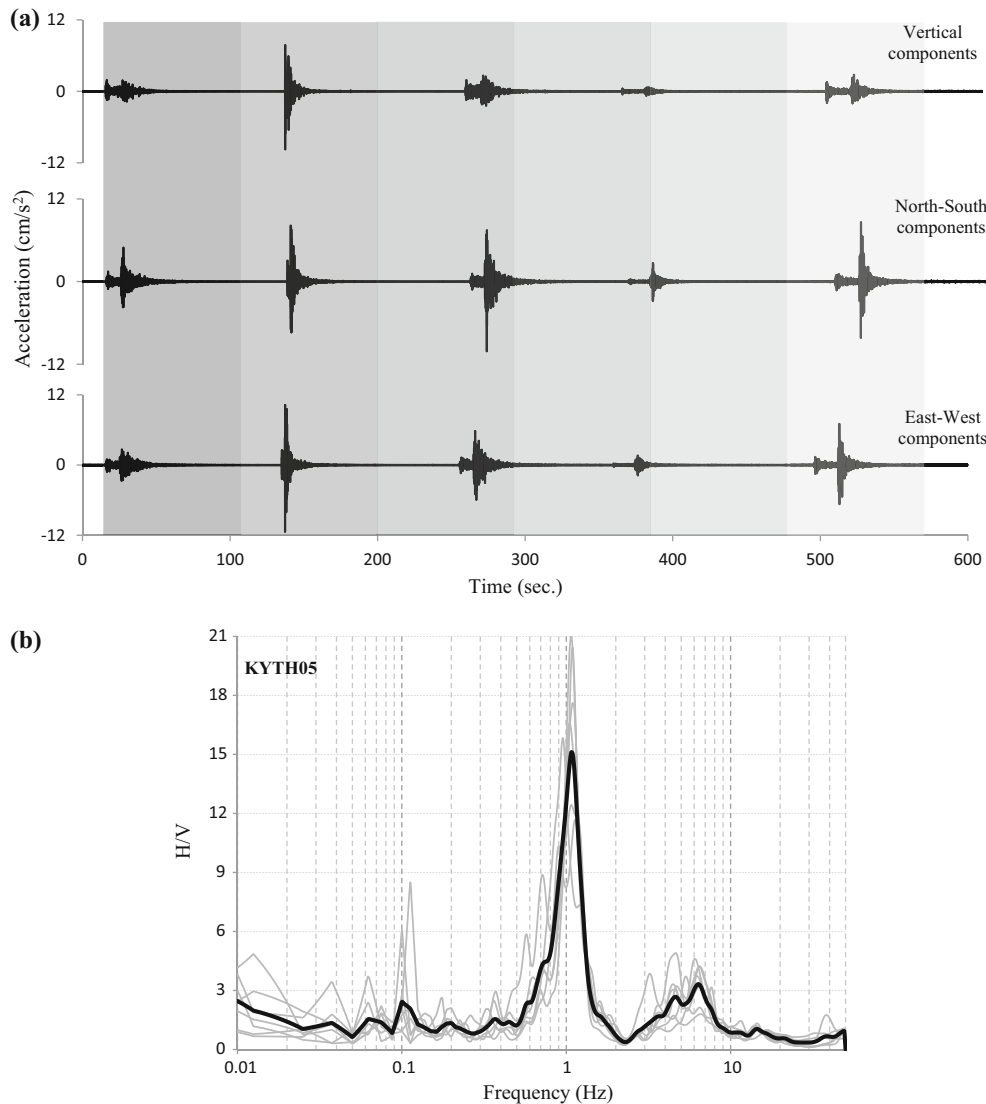 (a)
12
Vertical
components
0
-12
Acceleration (cm/s²)
12
North-South
components
0
-12
12
East-West
components
0
-12
0 100 200 300 400 500 600
Time (sec.)
(b)
21
KYTH05
18
15
12
H/V
9
6
3
0
0.01 0.1 1 10
Frequency (Hz)